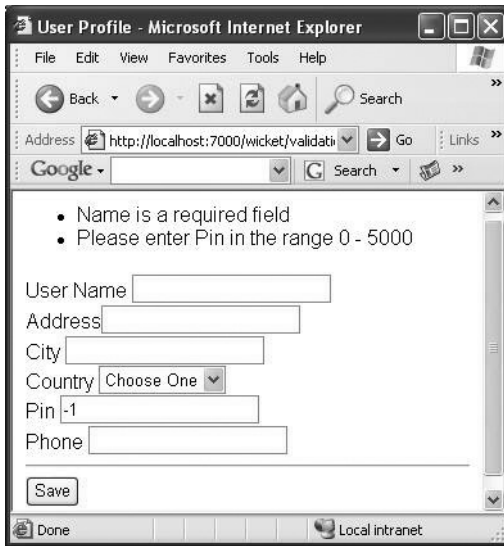 User Profile - Microsoft Internet Explorer
File Edit View Favorites Tools Help
Back Search »
Address http://localhost:7000/wicket/validati Go Links »
Google G Search »
• Name is a required field
• Please enter Pin in the range 0 - 5000
User Name
Address
City
Country Choose One
Pin -1
Phone
Save
Done Local intranet